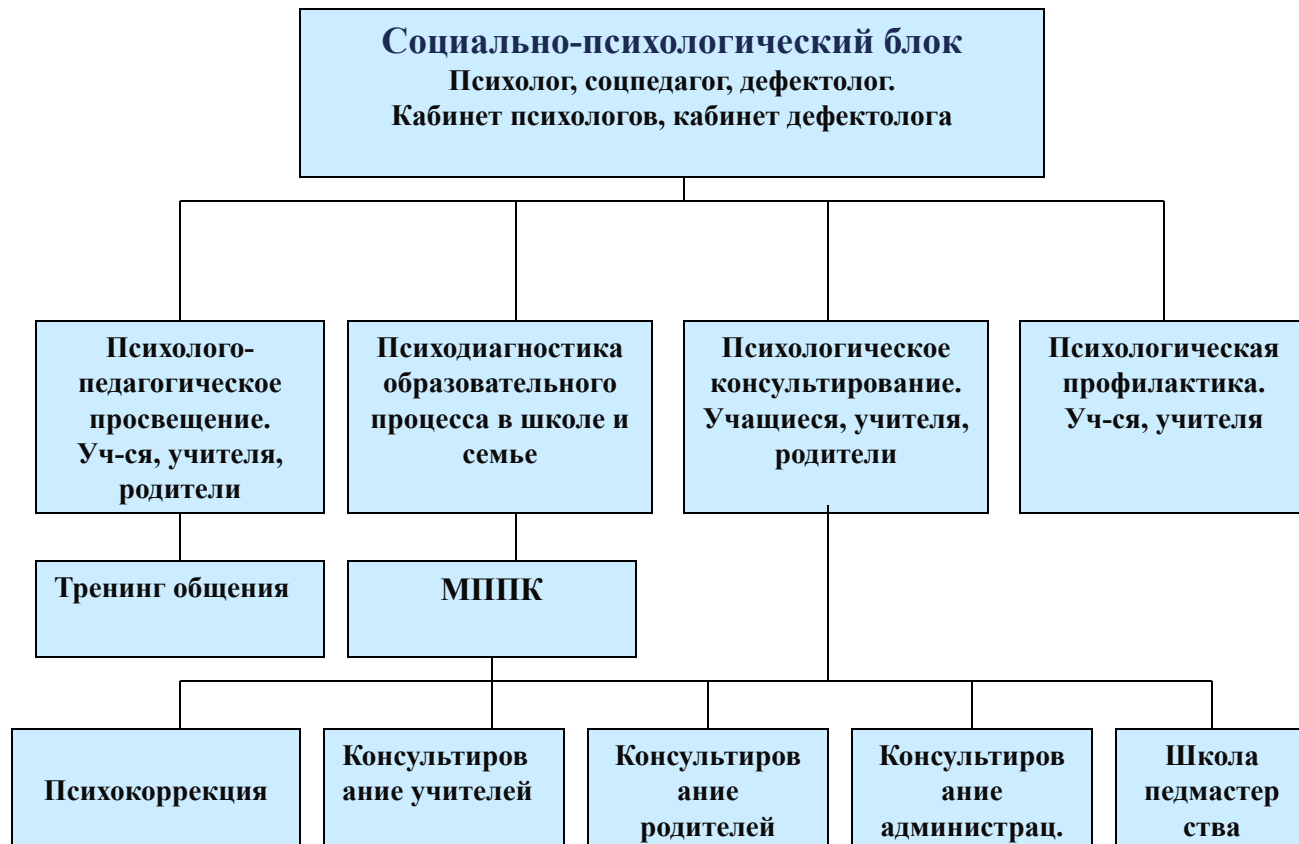 Социально-психологический блок
Психолог, соцпедагог, дефектолог.
Кабинет психологов, кабинет дефектолога
Психолого-
педагогическое
просвещение.
Уч-ся, учителя,
родители
Психодиагностика
образовательного
процесса в школе и
семье
Психологическое
консультирование.
Учащиеся, учителя,
родители
Психологическая
профилактика.
Уч-ся, учителя
Тренинг общения
МППК
Психокоррекция
Консультиров
ание учителей
Консультиров
ание
родителей
Консультиров
ание
администрац.
Школа
педмастер
ства